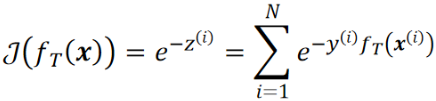 𝒥(f_T(𝒙)) = e^{-z^{(i)}} = \sum_{i=1}^{N} e^{-y^{(i)} f_T(𝒙^{(i)})}